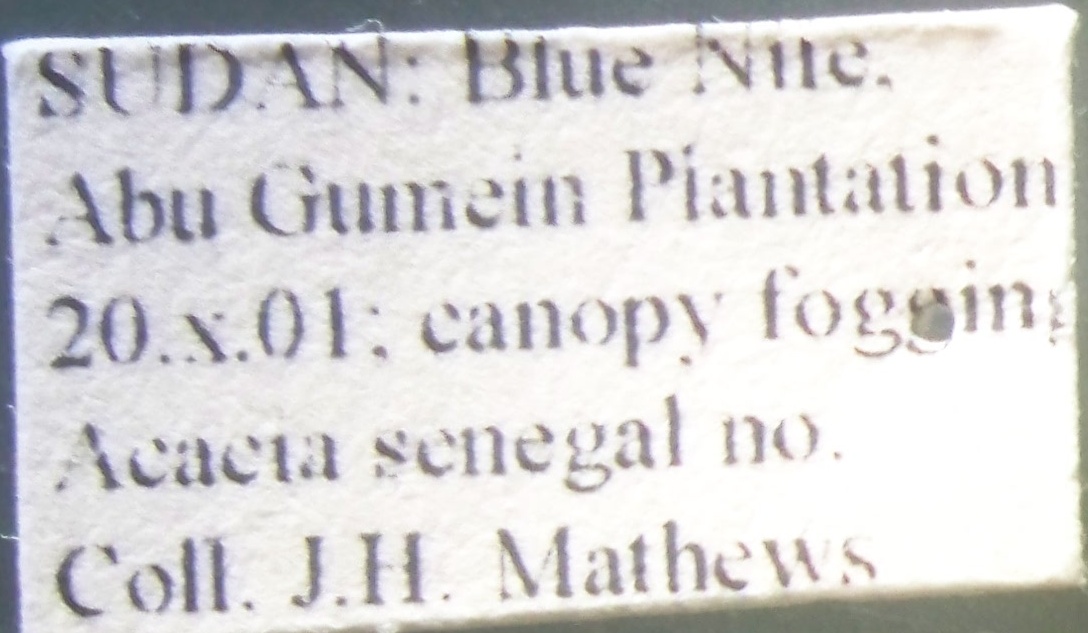 SUDAN: Blue Nile.
Abu Gumein Plantation
20.x.01; canopy fogging
Acacia senegal no.
Coll. J.H. Mathews